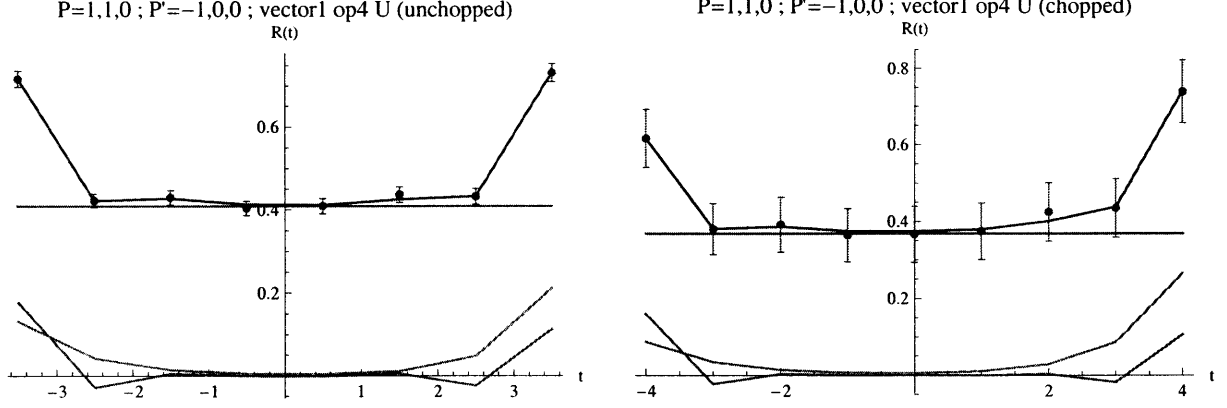 P=1,1,0 ; P'=−1,0,0 ; vector1 op4 U (unchopped)
R(t)
0.6
0.4
0.2
−3 −2 −1 1 2 3 t
P=1,1,0 ; P'=−1,0,0 ; vector1 op4 U (chopped)
R(t)
0.8
0.6
0.4
0.2
−4 −2 2 4 t